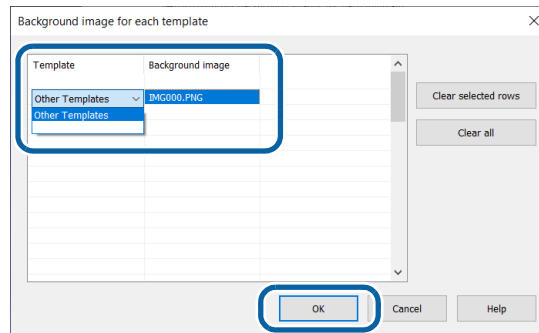 Background image for each template
Template Background image
Other Templates IMG000.PNG
Other Templates
Clear selected rows
Clear all
OK Cancel Help